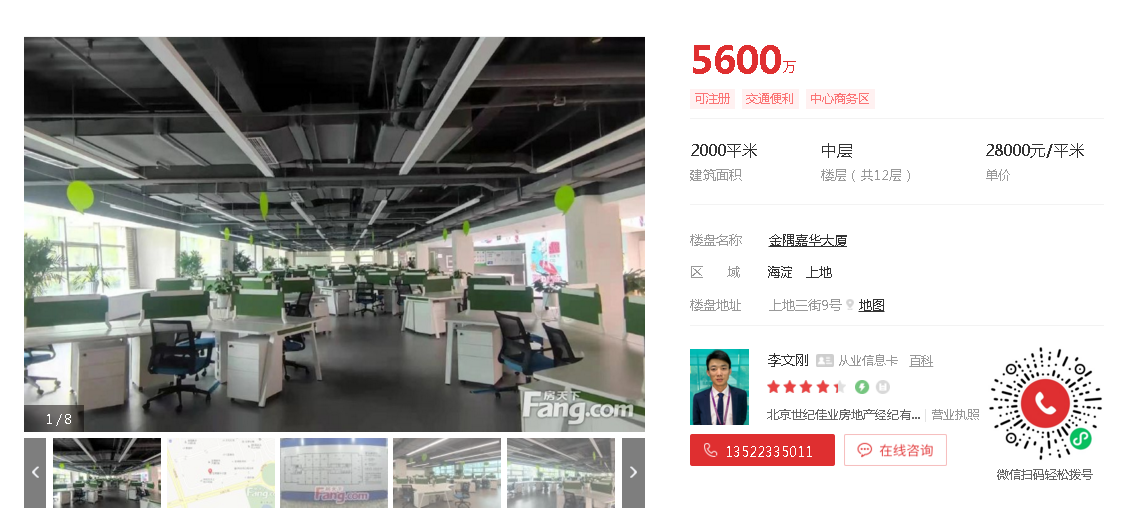 5600万
可注册 交通便利 中心商务区
2000平米 中层 28000元/平米
建筑面积 楼层（共12层） 单价
楼盘名称 金隅嘉华大厦
区 域 海淀 上地
楼盘地址 上地三街9号 地图
李文刚 从业信息卡 百科
北京世纪佳业房地产经纪有... 营业执照
13522335011 在线咨询
微信扫码轻松拨号
房天下
Fang.com
1/8
Fang
Fang.com